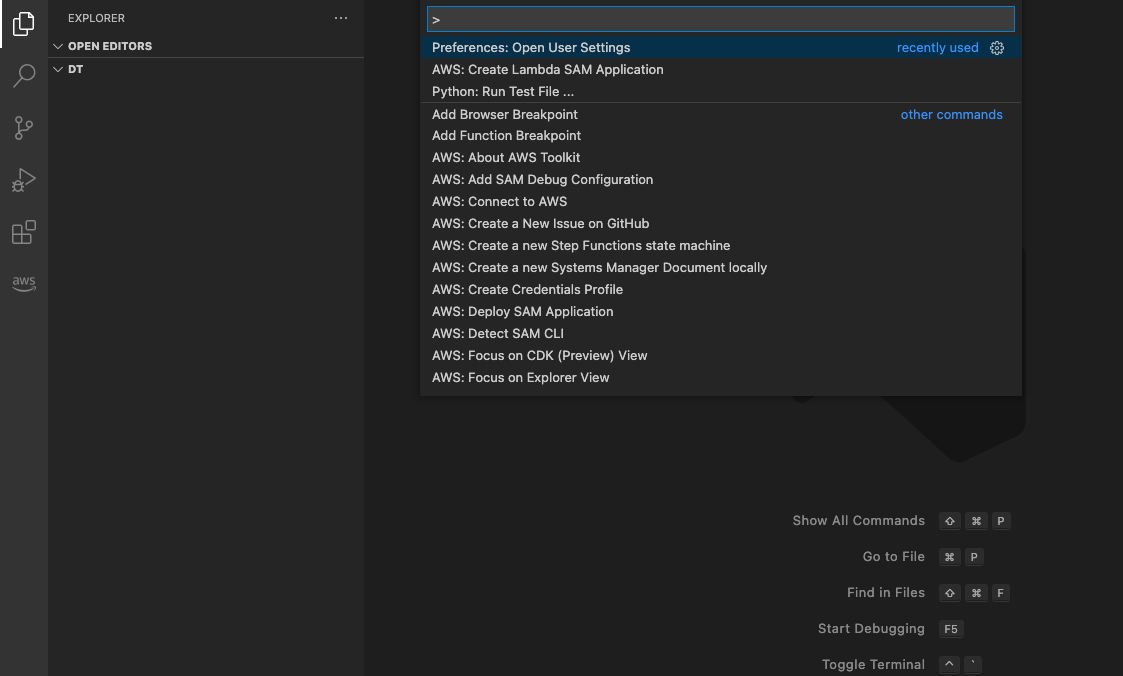 EXPLORER
OPEN EDITORS
DT
aws
>
Preferences: Open User Settings recently used
AWS: Create Lambda SAM Application
Python: Run Test File ...
Add Browser Breakpoint other commands
Add Function Breakpoint
AWS: About AWS Toolkit
AWS: Add SAM Debug Configuration
AWS: Connect to AWS
AWS: Create a New Issue on GitHub
AWS: Create a new Step Functions state machine
AWS: Create a new Systems Manager Document locally
AWS: Create Credentials Profile
AWS: Deploy SAM Application
AWS: Detect SAM CLI
AWS: Focus on CDK (Preview) View
AWS: Focus on Explorer View
Show All Commands ⇧ ⌘ P
Go to File ⌘ P
Find in Files ⇧ ⌘ F
Start Debugging F5
Toggle Terminal ^ `